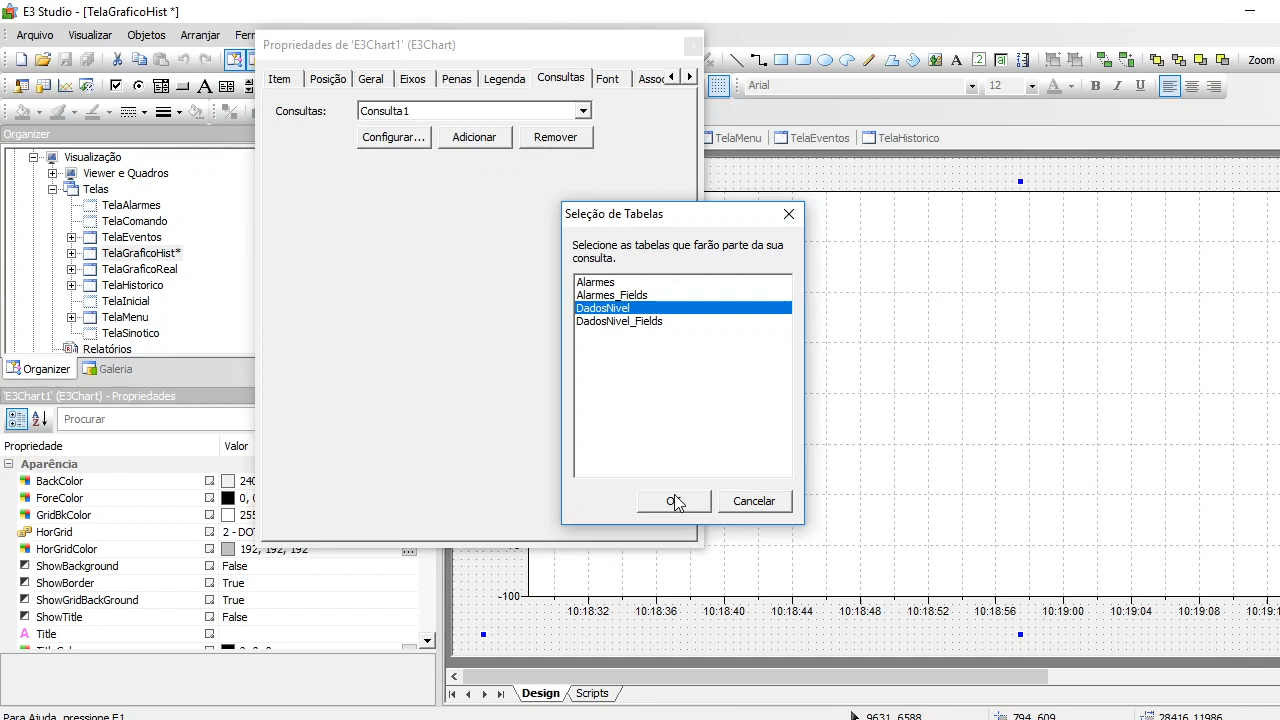 E3 Studio - [TelaGraficoHist *]
Arquivo Visualizar Objetos Arranjar
Propriedades de 'E3Chart1' (E3Chart)
Item Posição Geral Eixos Penas Legenda Consultas Font
Consultas: Consulta1
Configurar... Adicionar Remover
Zoom
Arial 12 A B I U
TelaMenu TelaEventos TelaHistorico
Organizer
Visualização
Viewer e Quadros
Telas
TelaAlarmes
TelaComando
TelaEventos
TelaGraficoHist*
TelaGraficoReal
TelaHistorico
TelaInicial
TelaMenu
TelaSinotico
Relatórios
Organizer Galeria
Seleção de Tabelas
Selecione as tabelas que farão parte da sua
consulta.
Alarmes
Alarmes_Fields
DadosNivel
DadosNivel_Fields
Cancelar
'E3Chart1' (E3Chart) - Propriedades
Procurar
Propriedade Valor
Aparência
BackColor 240
ForeColor 0, 0
GridBkColor 255
HorGrid 2 - DO
HorGridColor 192, 192, 192 ...
ShowBackground False
ShowBorder True
ShowGridBackGround True
ShowTitle False
Title
-100
10:18:32 10:18:36 10:18:40 10:18:44 10:18:48 10:18:52 10:18:56 10:19:00 10:19:04 10:19:08
Design Scripts
Para Ajuda, pressione F1
9631, 6588 794, 609 28416, 11986